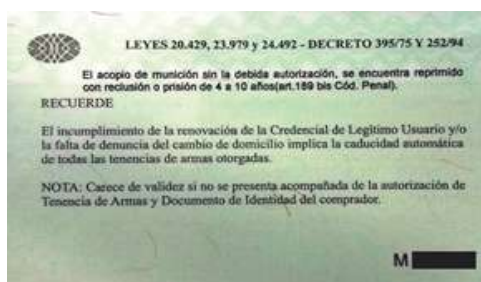 LEYES 20.429, 23.979 y 24.492 - DECRETO 395/75 Y 252/94
El acopio de munición sin la debida autorización, se encuentra reprimido
con reclusión o prisión de 4 a 10 años(art.189 bis Cód. Penal).
RECUERDE
El incumplimiento de la renovación de la Credencial de Legítimo Usuario y/o
la falta de denuncia del cambio de domicilio implica la caducidad automática
de todas las tenencias de armas otorgadas.
NOTA: Carece de validez si no se presenta acompañada de la autorización de
Tenencia de Armas y Documento de Identidad del comprador.
M